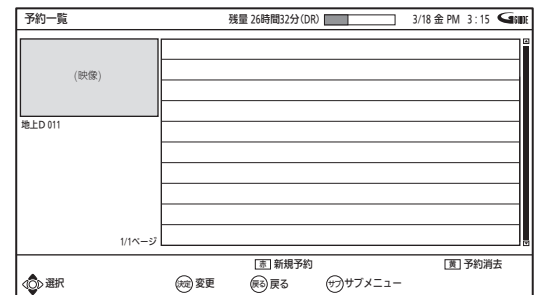 予約一覧 残量 26時間32分(DR) 3/18 金 PM 3:15 G GUIDE
(映像)
地上D 011
1/1ページ
赤 新規予約 黄 予約消去
選択 決定 変更 戻る 戻る サブ サブメニュー